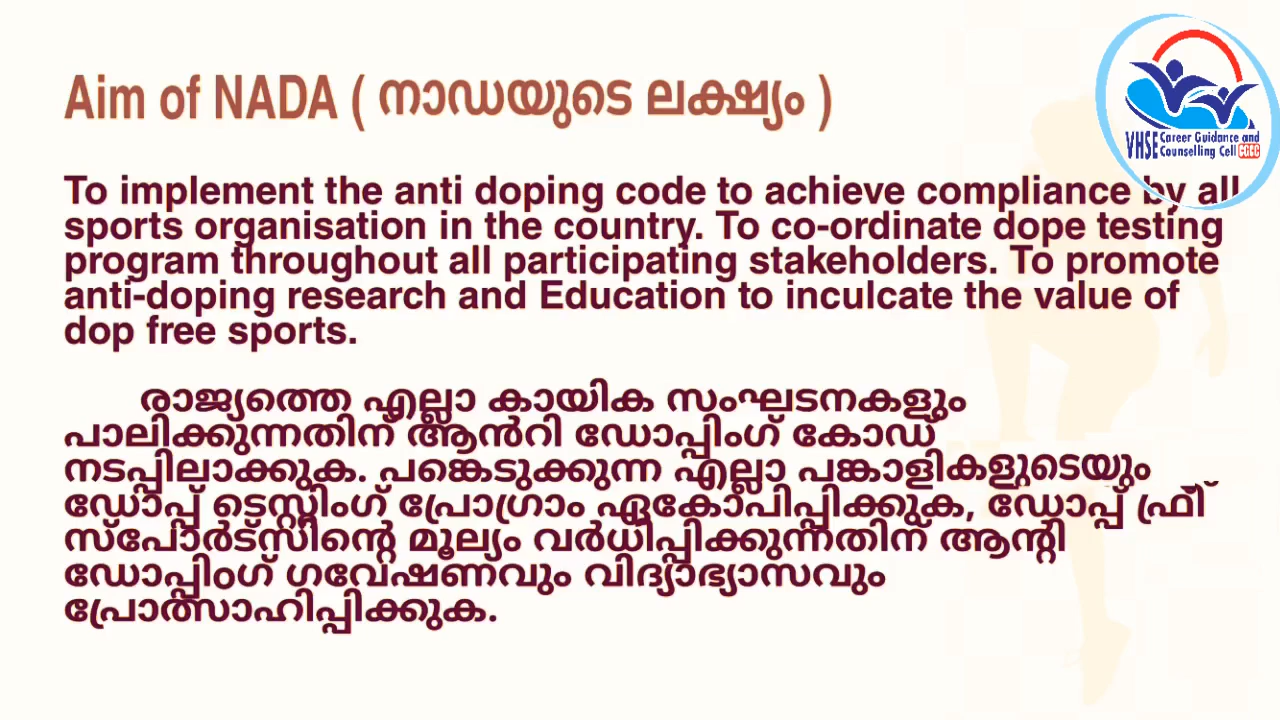 Aim of NADA ( നാഡയുടെ ലക്ഷ്യം )
VHSE Career Guidance and
Counselling Cell CGCC
To implement the anti doping code to achieve compliance by all
sports organisation in the country. To co-ordinate dope testing
program throughout all participating stakeholders. To promote
anti-doping research and Education to inculcate the value of
dop free sports.
രാജ്യത്തെ എല്ലാ കായിക സംഘടനകളും
പാലിക്കുന്നതിന് ആൻറി ഡോപ്പിംഗ് കോഡ്
നടപ്പിലാക്കുക. പങ്കെടുക്കുന്ന എല്ലാ പങ്കാളികളുടെയും
ഡോപ്പ് ടെസ്റ്റിംഗ് പ്രോഗ്രാം ഏകോപിപ്പിക്കുക, ഡോപ്പ് ഫ്രീ
സ്പോർട്സിന്റെ മൂല്യം വർധിപ്പിക്കുന്നതിന് ആന്റി
ഡോപ്പിoഗ് ഗവേഷണവും വിദ്യാഭ്യാസവും
പ്രോത്സാഹിപ്പിക്കുക.